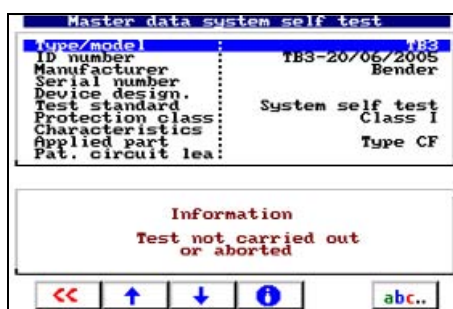 Master data system self test
Type/model : TB3
ID number : TB3-20/06/2005
Manufacturer : Bender
Serial number :
Device design. :
Test standard : System self test
Protection class: Class I
Characteristics :
Applied part : Type CF
Pat. circuit lea:
Information
Test not carried out
or aborted
<< ↑ ↓ i abc..